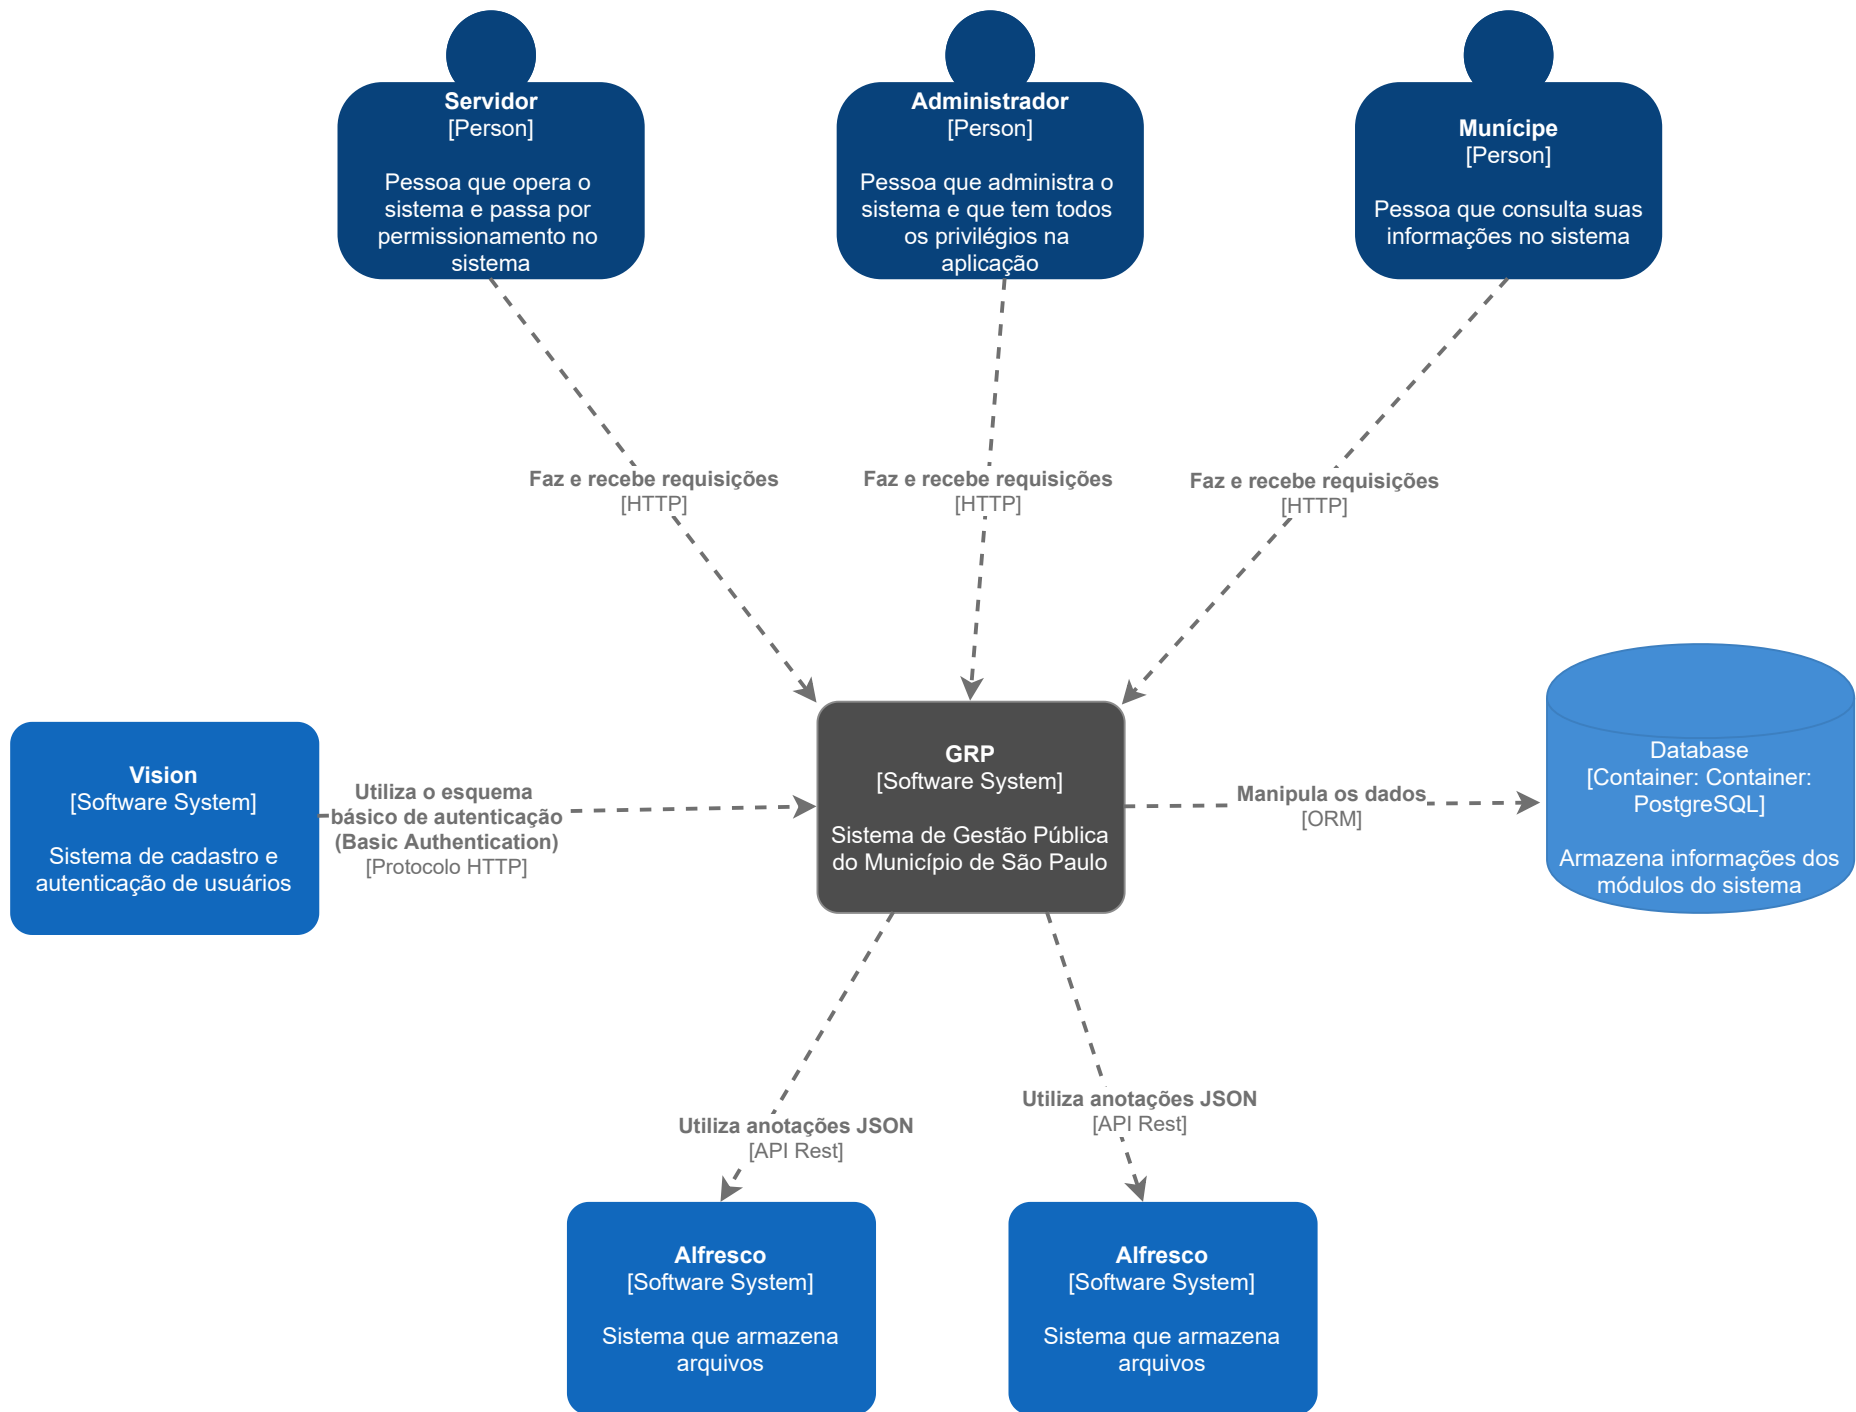 Servidor
[Person]
Pessoa que opera o
sistema e passa por
permissionamento no
sistema
Administrador
[Person]
Pessoa que administra o
sistema e que tem todos
os privilégios na
aplicação
Munícipe
[Person]
Pessoa que consulta suas
informações no sistema
Faz e recebe requisições
[HTTP]
Faz e recebe requisições
[HTTP]
Faz e recebe requisições
[HTTP]
Vision
[Software System]
Sistema de cadastro e
autenticação de usuários
Utiliza o esquema
básico de autenticação
(Basic Authentication)
[Protocolo HTTP]
GRP
[Software System]
Sistema de Gestão Pública
do Município de São Paulo
Manipula os dados
[ORM]
Database
[Container: Container:
PostgreSQL]
Armazena informações dos
módulos do sistema
Utiliza anotações JSON
[API Rest]
Utiliza anotações JSON
[API Rest]
Alfresco
[Software System]
Sistema que armazena
arquivos
Alfresco
[Software System]
Sistema que armazena
arquivos